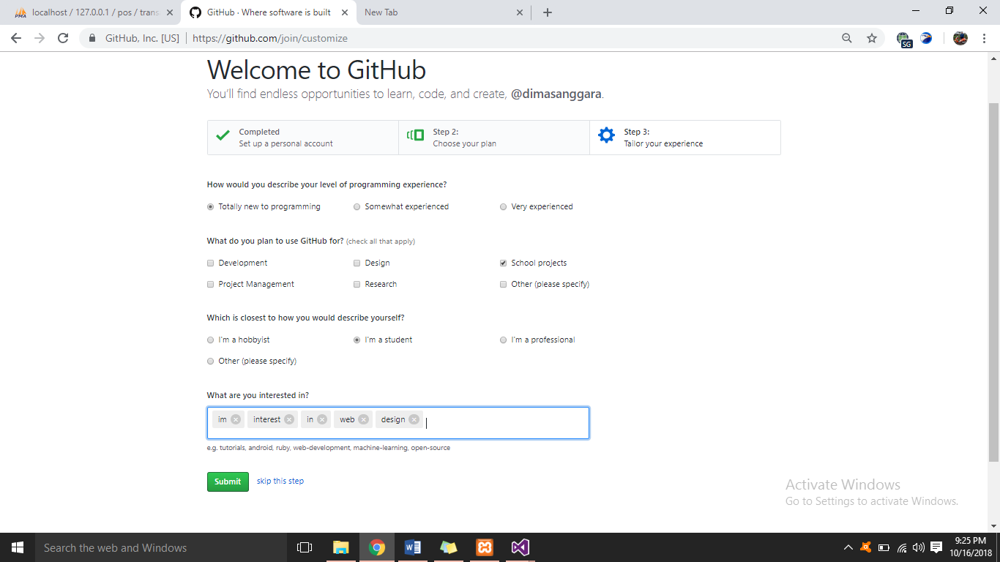 localhost / 127.0.0.1 / pos / trans
GitHub · Where software is built
New Tab
GitHub, Inc. [US]
https://github.com/join/customize
SG
Welcome to GitHub
You'll find endless opportunities to learn, code, and create, @dimasanggara.
Completed
Set up a personal account
Step 2:
Choose your plan
Step 3:
Tailor your experience
How would you describe your level of programming experience?
Totally new to programming
Somewhat experienced
Very experienced
What do you plan to use GitHub for? (check all that apply)
Development
Design
School projects
Project Management
Research
Other (please specify)
Which is closest to how you would describe yourself?
I'm a hobbyist
I'm a student
I'm a professional
Other (please specify)
What are you interested in?
im interest in web design
e.g. tutorials, android, ruby, web-development, machine-learning, open-source
Submit
skip this step
Activate Windows
Go to Settings to activate Windows.
Search the web and Windows
9:25 PM
10/16/2018